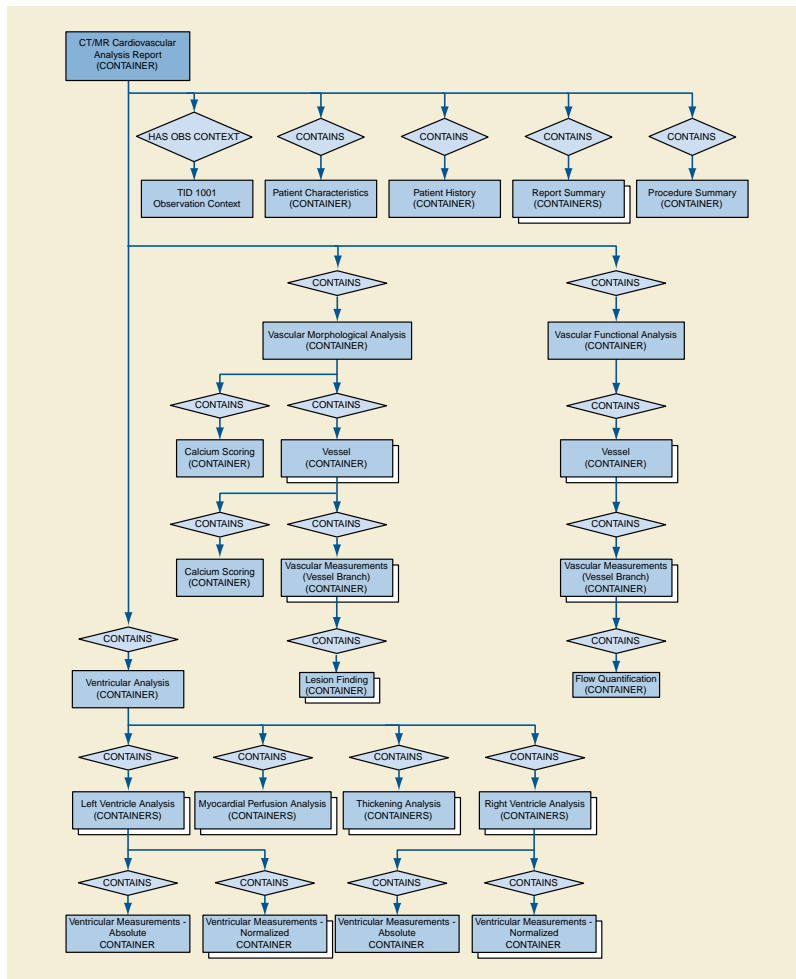 CT/MR Cardiovascular
Analysis Report
(CONTAINER)
HAS OBS CONTEXT
CONTAINS
CONTAINS
CONTAINS
CONTAINS
TID 1001
Observation Context
Patient Characteristics
(CONTAINER)
Patient History
(CONTAINER)
Report Summary
(CONTAINERS)
Procedure Summary
(CONTAINER)
CONTAINS
CONTAINS
Vascular Morphological Analysis
(CONTAINER)
Vascular Functional Analysis
(CONTAINER)
CONTAINS
CONTAINS
CONTAINS
Calcium Scoring
(CONTAINER)
Vessel
(CONTAINER)
Vessel
(CONTAINER)
CONTAINS
CONTAINS
CONTAINS
Calcium Scoring
(CONTAINER)
Vascular Measurements
(Vessel Branch)
(CONTAINER)
Vascular Measurements
(Vessel Branch)
(CONTAINER)
CONTAINS
CONTAINS
CONTAINS
Ventricular Analysis
(CONTAINER)
Lesion Finding
(CONTAINER)
Flow Quantification
(CONTAINER)
CONTAINS
CONTAINS
CONTAINS
CONTAINS
Left Ventricle Analysis
(CONTAINERS)
Myocardial Perfusion Analysis
(CONTAINERS)
Thickening Analysis
(CONTAINERS)
Right Ventricle Analysis
(CONTAINERS)
CONTAINS
CONTAINS
CONTAINS
CONTAINS
Ventricular Measurements -
Absolute
CONTAINER
Ventricular Measurements -
Normalized
CONTAINER
Ventricular Measurements -
Absolute
CONTAINER
Ventricular Measurements -
Normalized
CONTAINER